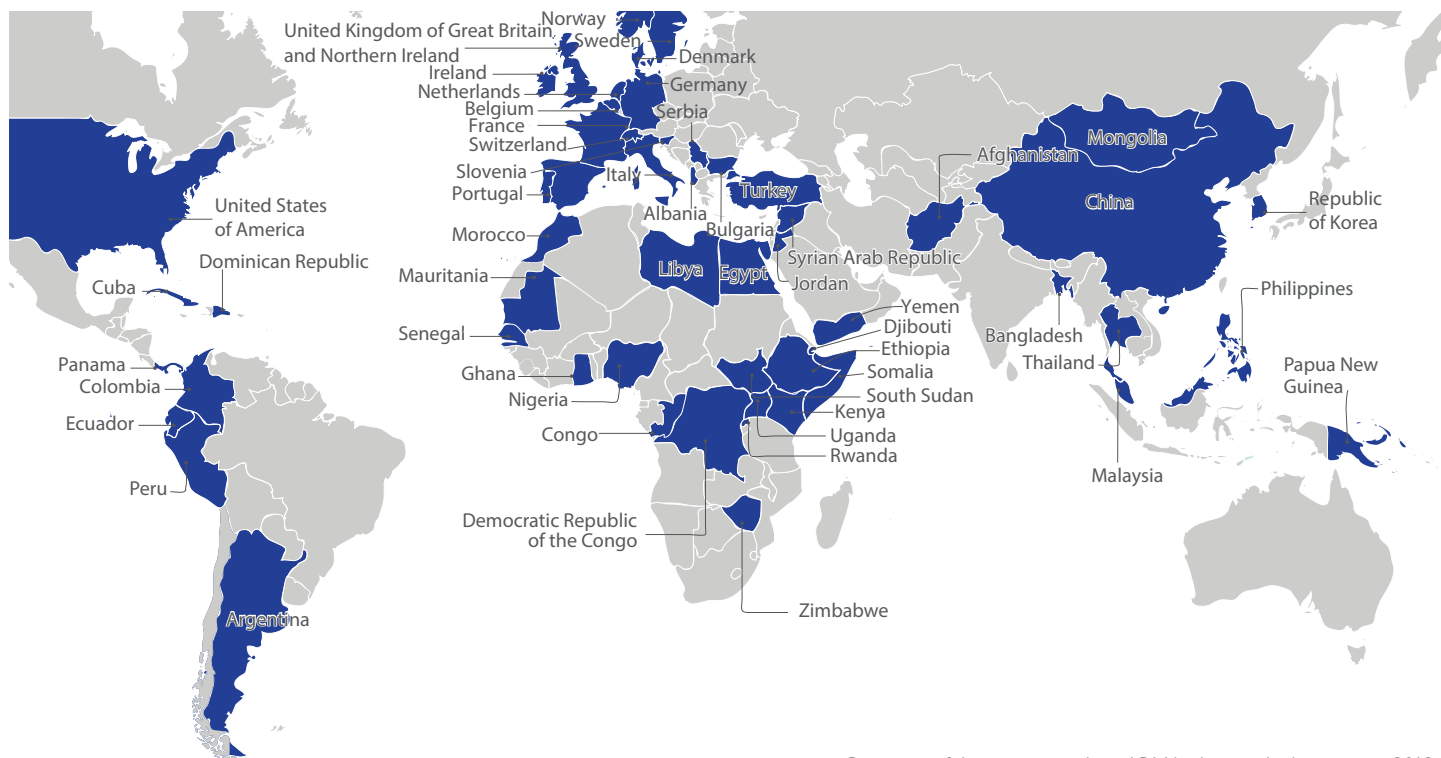 Norway
United Kingdom of Great Britain
and Northern Ireland
Sweden
Denmark
Ireland
Germany
Netherlands
Belgium
Serbia
France
Switzerland
Slovenia
Italy
Portugal
Albania
Bulgaria
Turkey
Afghanistan
Mongolia
China
Republic
of Korea
United States
of America
Dominican Republic
Cuba
Morocco
Mauritania
Libya
Egypt
Syrian Arab Republic
Jordan
Senegal
Yemen
Djibouti
Ethiopia
Somalia
South Sudan
Kenya
Uganda
Rwanda
Bangladesh
Thailand
Philippines
Papua New
Guinea
Malaysia
Panama
Colombia
Ecuador
Peru
Ghana
Nigeria
Congo
Democratic Republic
of the Congo
Zimbabwe
Argentina